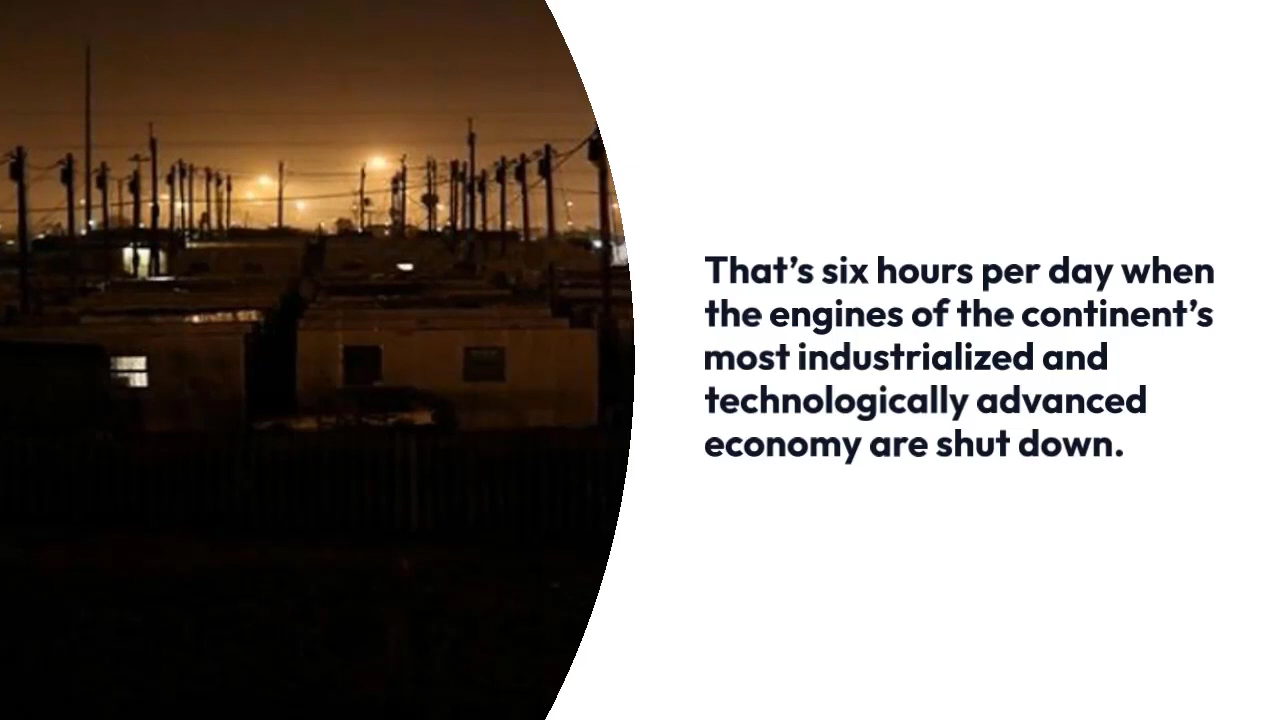 That’s six hours per day when
the engines of the continent’s
most industrialized and
technologically advanced
economy are shut down.